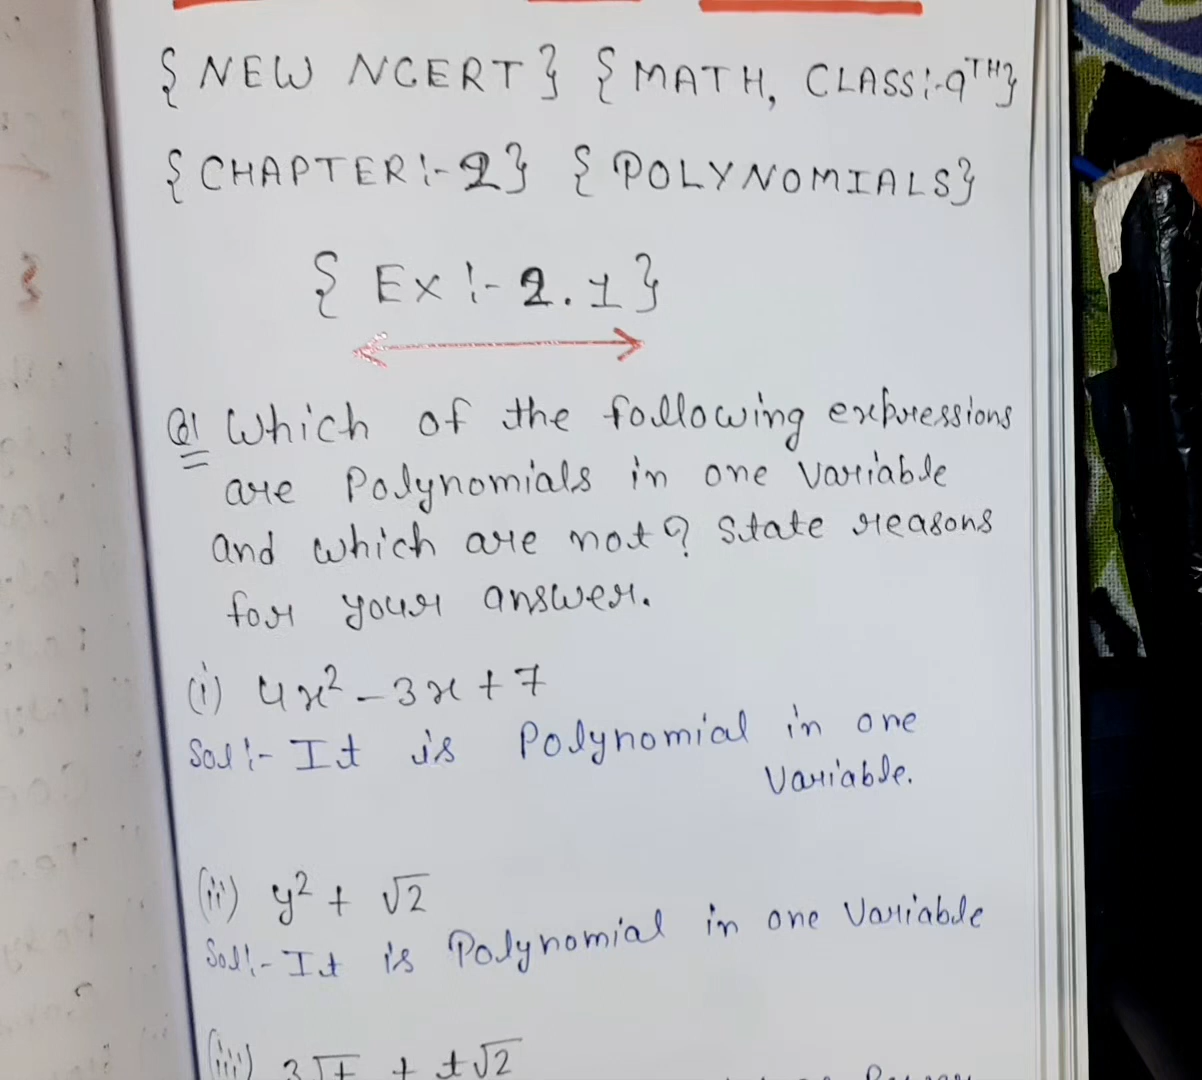 {NEW NCERT} {MATH, CLASS:-9TH}
{CHAPTER:-2} {POLYNOMIALS}
{Ex:-2.1}
Q1 Which of the following expressions
are Polynomials in one variable
and which are not? State reasons
for your answer.
(i) 4x² - 3x + 7
Sol:- It is Polynomial in one
variable.
(ii) y² + √2
Sol:- It is Polynomial in one Variable
(iii) 3√t + t√2